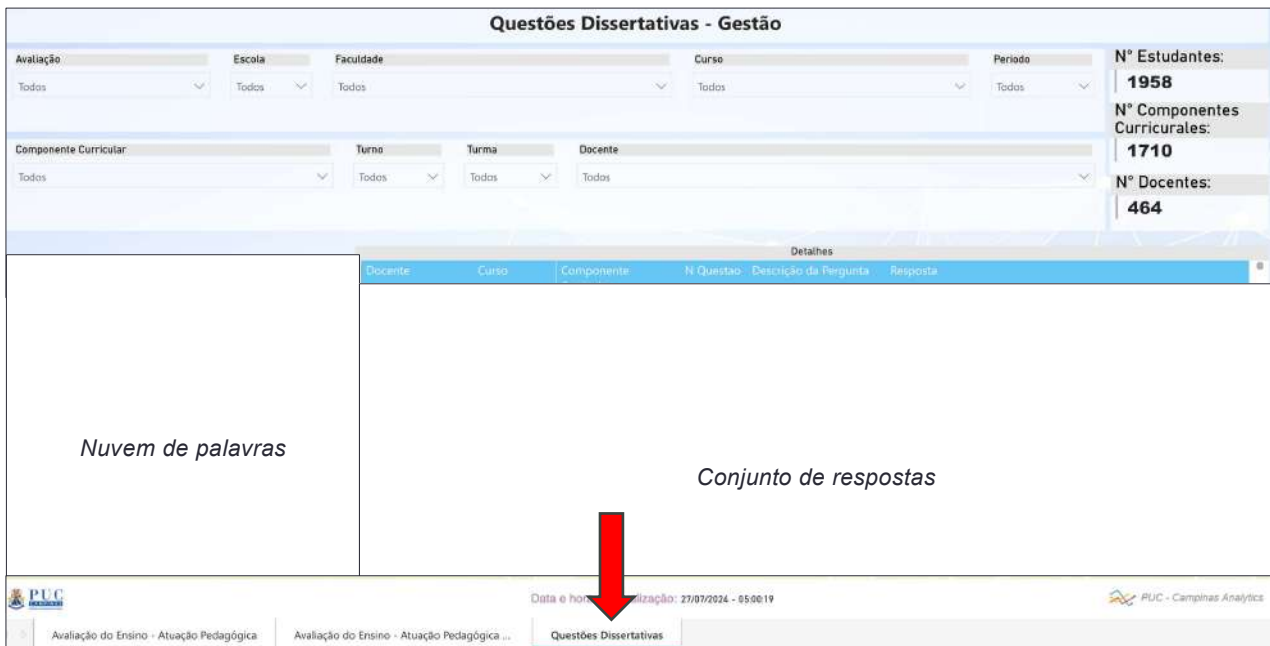 Questões Dissertativas - Gestão
Avaliação Escola Faculdade Curso Periodo
Todos Todos Todos Todos Todos
N° Estudantes:
1958
N° Componentes
Curricurales:
1710
Componente Curricular Turno Turma Docente
Todos Todos Todos Todos
N° Docentes:
464
Detalhes
Docente Curso Componente N Questao Descrição da Pergunta Resposta
Nuvem de palavras
Conjunto de respostas
PUC
CAMPINAS
Data e 27/07/2024 - 05:00:19
PUC - Campinas Analytics
Avaliação do Ensino - Atuação Pedagógica Avaliação do Ensino - Atuação Pedagógica ... Questões Dissertativas